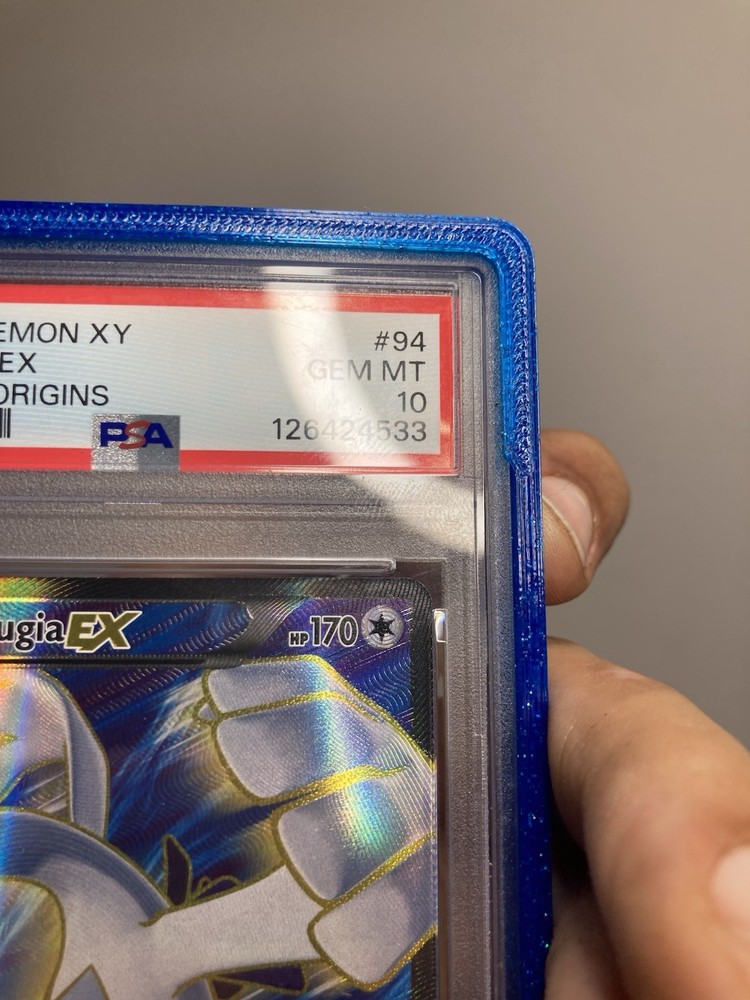 EMON XY
#94
EX
GEM MT
ORIGINS
10
PSA
126424533
ugiaEX
HP170